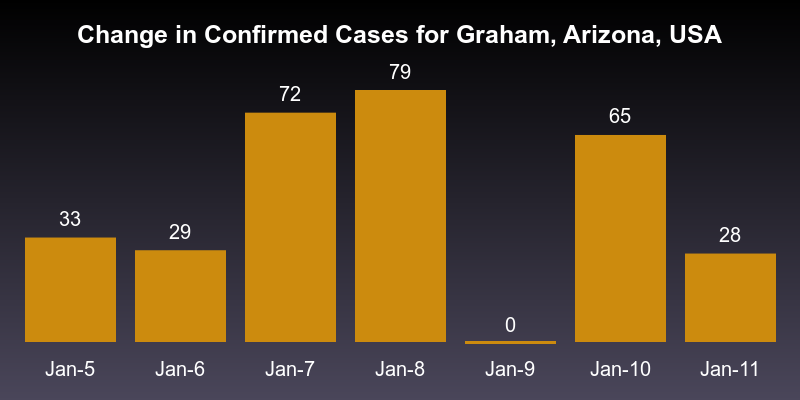 Change in Confirmed Cases for Graham, Arizona, USA
33
29
72
79
0
65
28
Jan-5
Jan-6
Jan-7
Jan-8
Jan-9
Jan-10
Jan-11